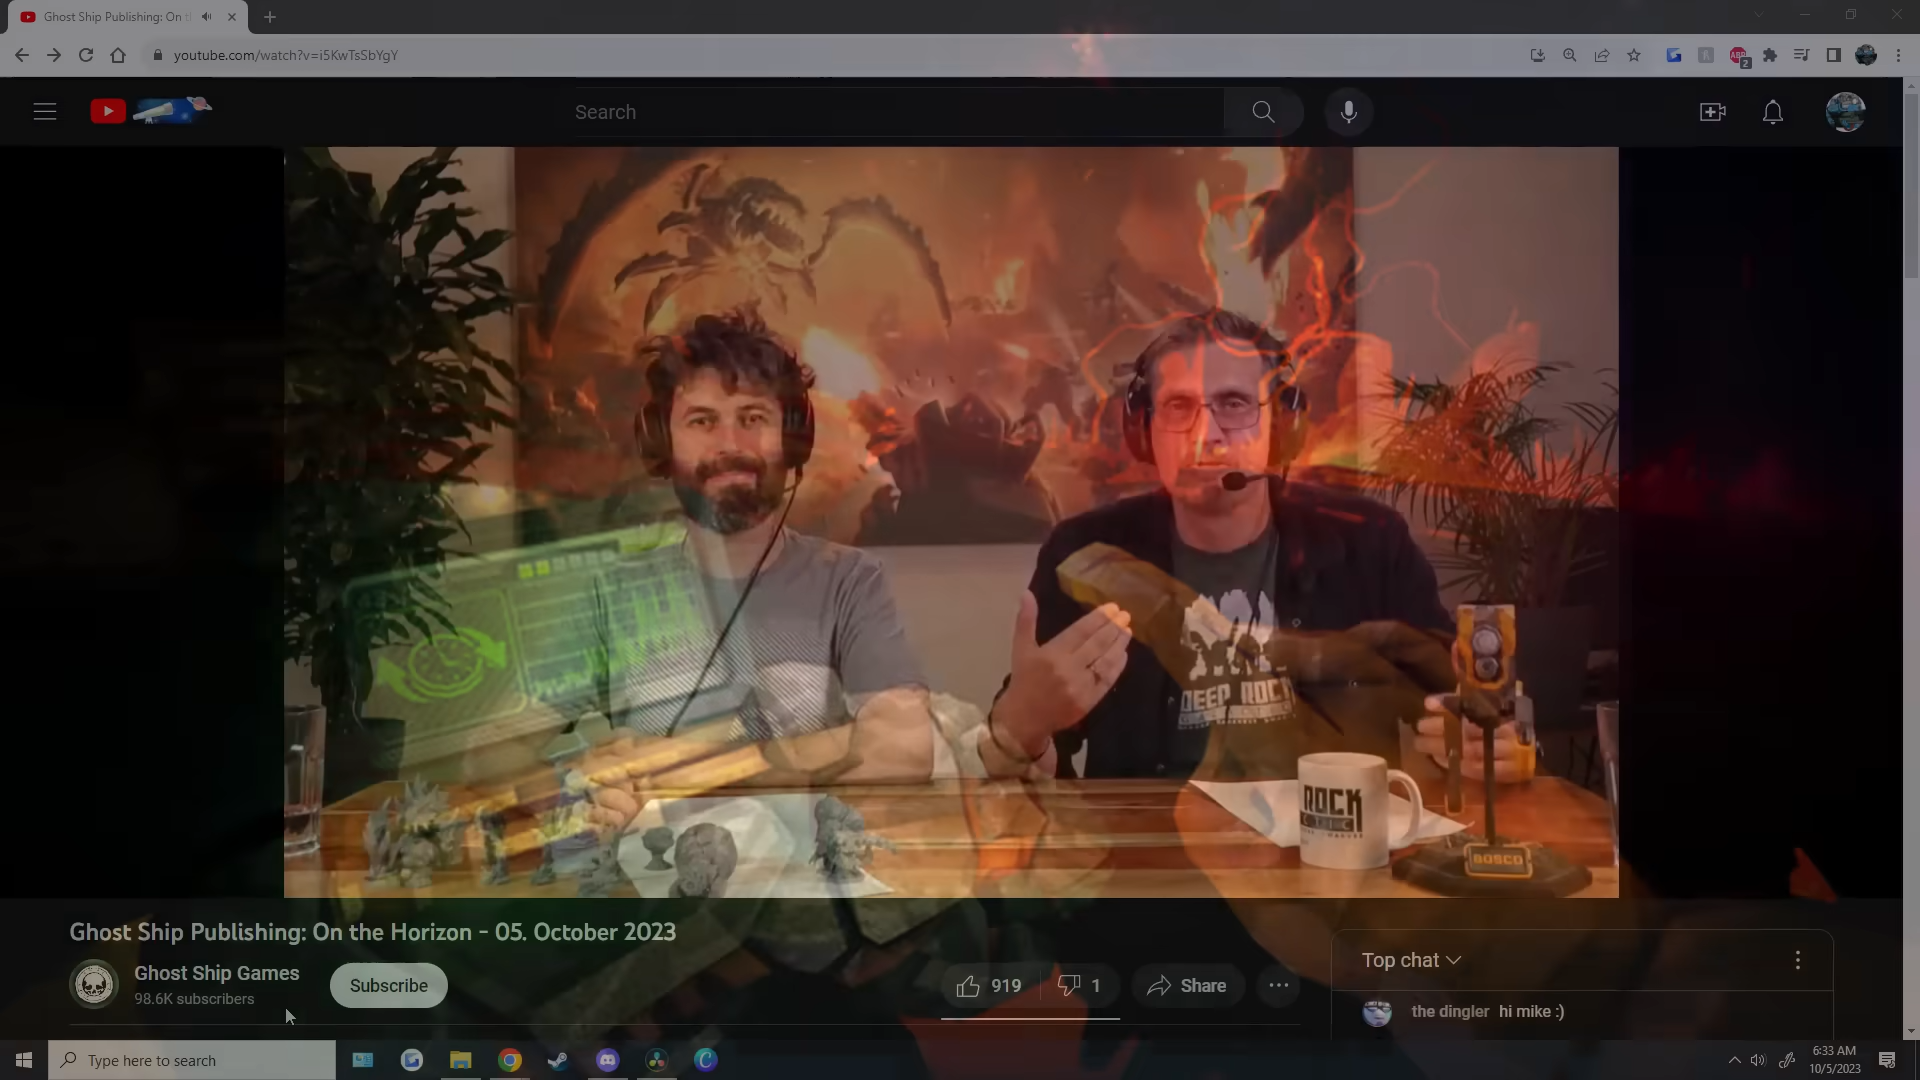 Ghost Ship Publishing: On t
youtube.com/watch?v=i5KwTsSbYgY
ABP
2
Search
DEEP ROCK
ROCK
BOSCO
Ghost Ship Publishing: On the Horizon - 05. October 2023
Ghost Ship Games
98.6K subscribers
Subscribe
919
1
Share
Top chat
the dingler hi mike :)
Type here to search
6:33 AM
10/5/2023